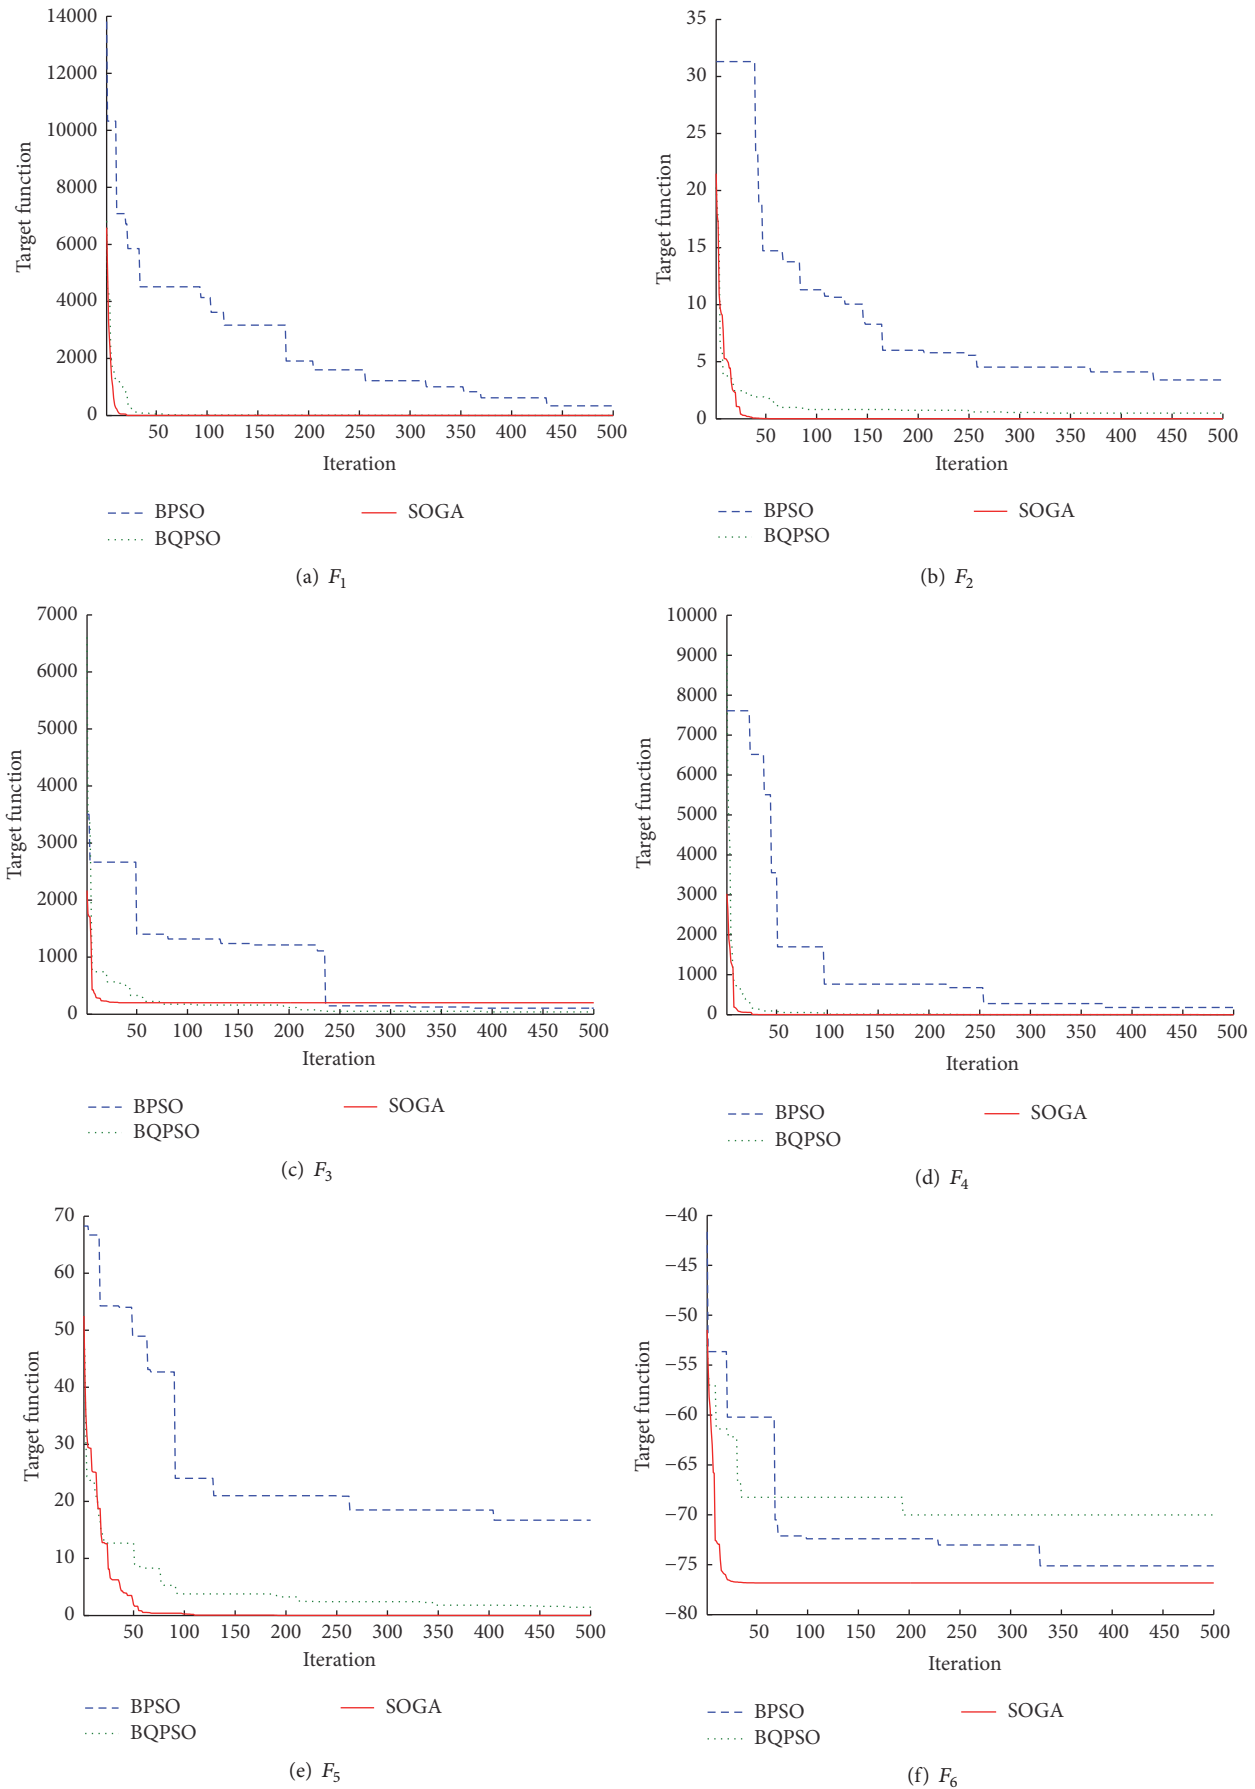 14000
12000
10000
8000
6000
4000
2000
0
Target function
50 100 150 200 250 300 350 400 450 500
Iteration
BPSO
BQPSO
SOGA
(a) F1
35
30
25
20
15
10
5
0
Target function
50 100 150 200 250 300 350 400 450 500
Iteration
BPSO
BQPSO
SOGA
(b) F2
7000
6000
5000
4000
3000
2000
1000
0
Target function
50 100 150 200 250 300 350 400 450 500
Iteration
BPSO
BQPSO
SOGA
(c) F3
10000
9000
8000
7000
6000
5000
4000
3000
2000
1000
0
Target function
50 100 150 200 250 300 350 400 450 500
Iteration
BPSO
BQPSO
SOGA
(d) F4
70
60
50
40
30
20
10
0
Target function
50 100 150 200 250 300 350 400 450 500
Iteration
BPSO
BQPSO
SOGA
(e) F5
−40
−45
−50
−55
−60
−65
−70
−75
−80
Target function
50 100 150 200 250 300 350 400 450 500
Iteration
BPSO
BQPSO
SOGA
(f) F6